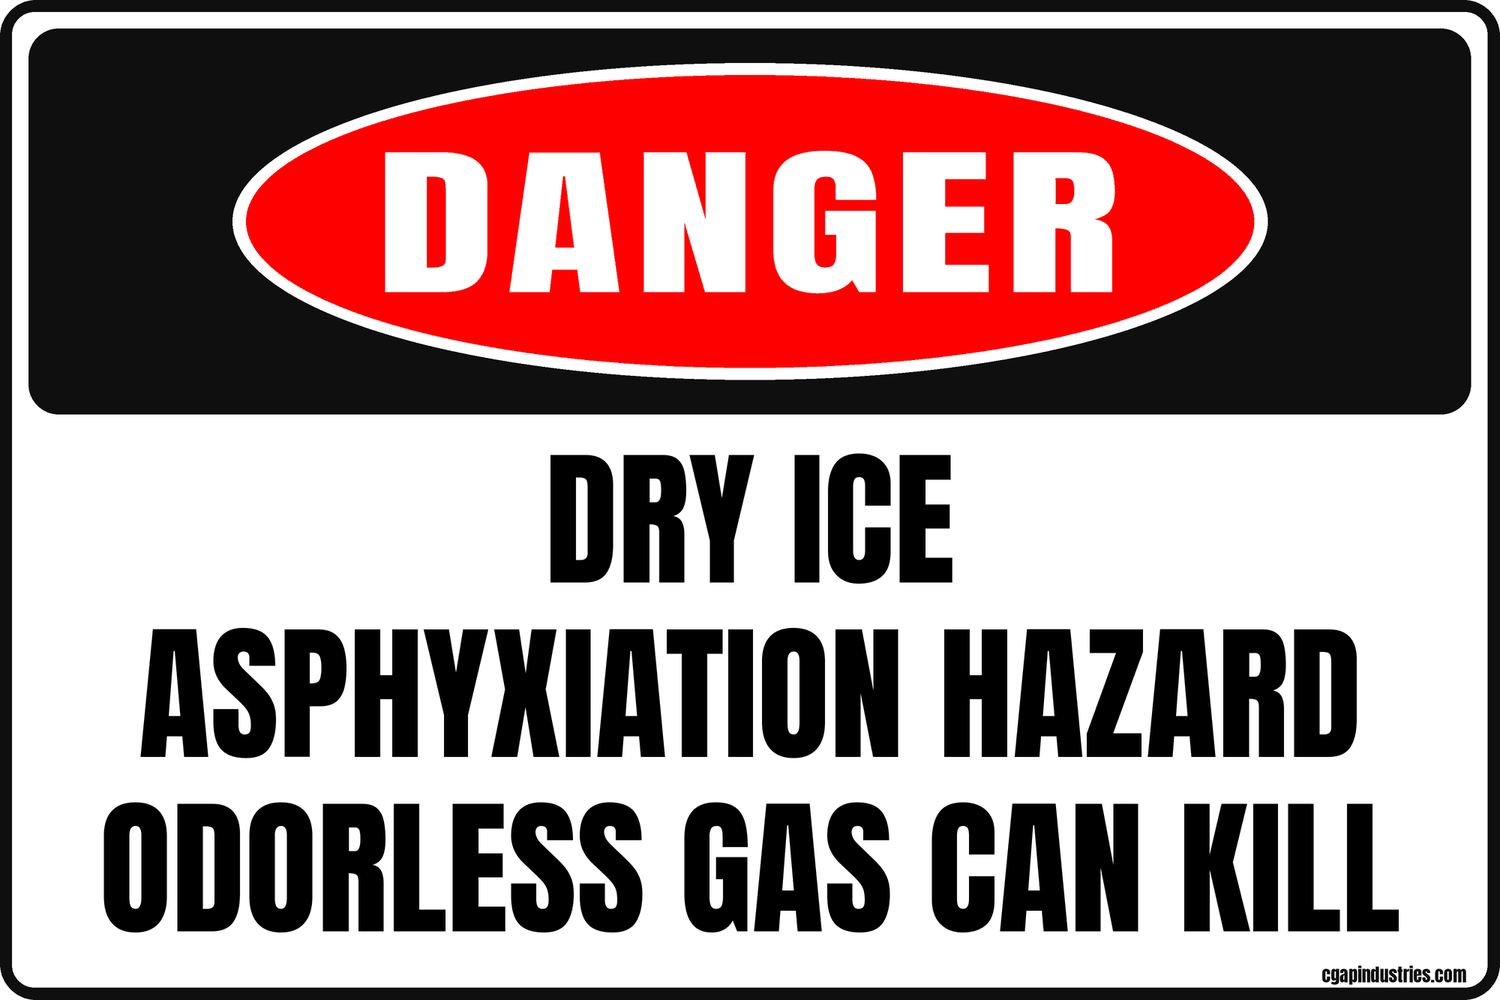 DANGER
DRY ICE
ASPHYXIATION HAZARD
ODORLESS GAS CAN KILL
cgapindustries.com